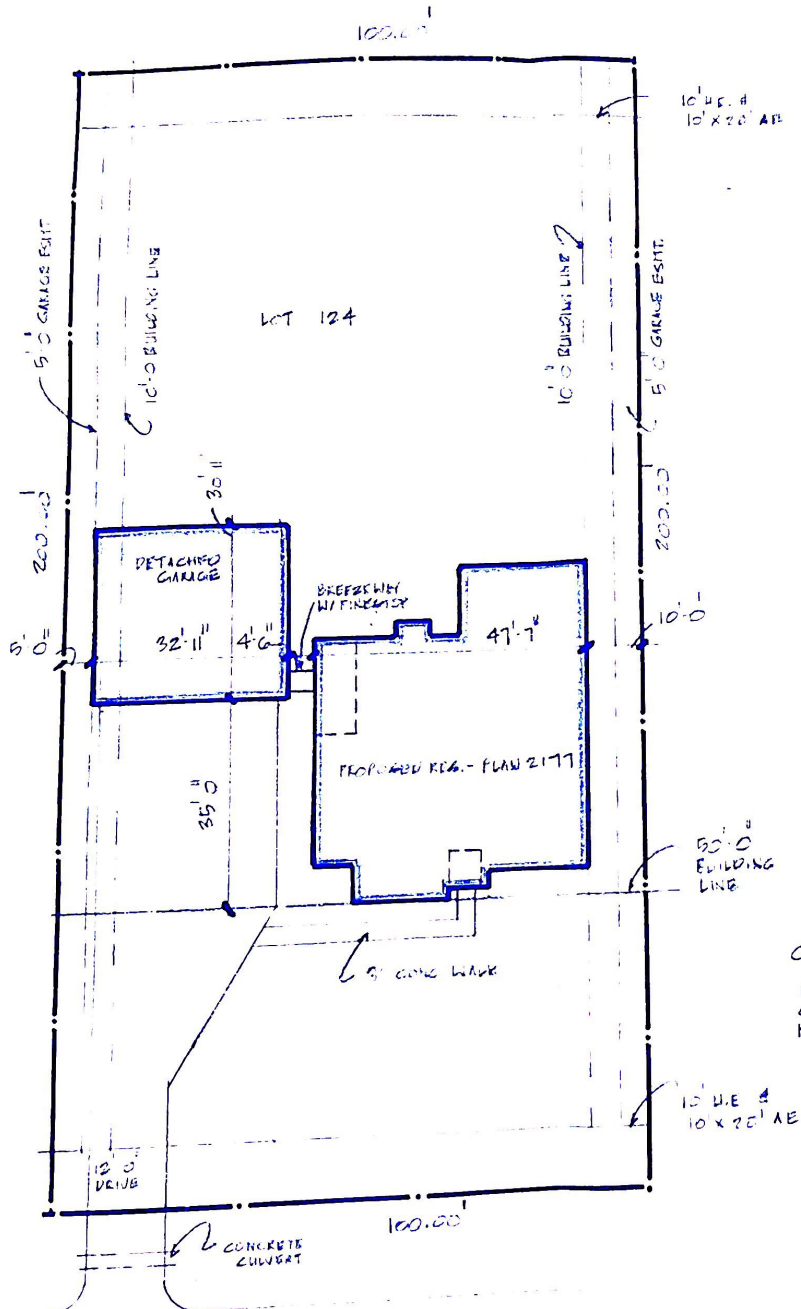 100.00'
10' U.E. &
10' X 20' AE
5'-0" GARAGE ESMT.
10'-0 BUILDING LINE
LOT 124
10'-0" BUILDING LINE
5'-0" GARAGE ESMT.
200.00'
200.00'
30'11"
DETACHED
GARAGE
BREEZEWAY
5'-0"
32'-11"
4'-6"
47'-7"
10'-0"
PROPOSED RES. - PLAN 2177
35'-0"
50'-0"
BUILDING
LINE
3' CONC WALK
10' U.E &
10' X 20' AE
12'-0"
DRIVE
100.00'
CONCRETE
CULVERT